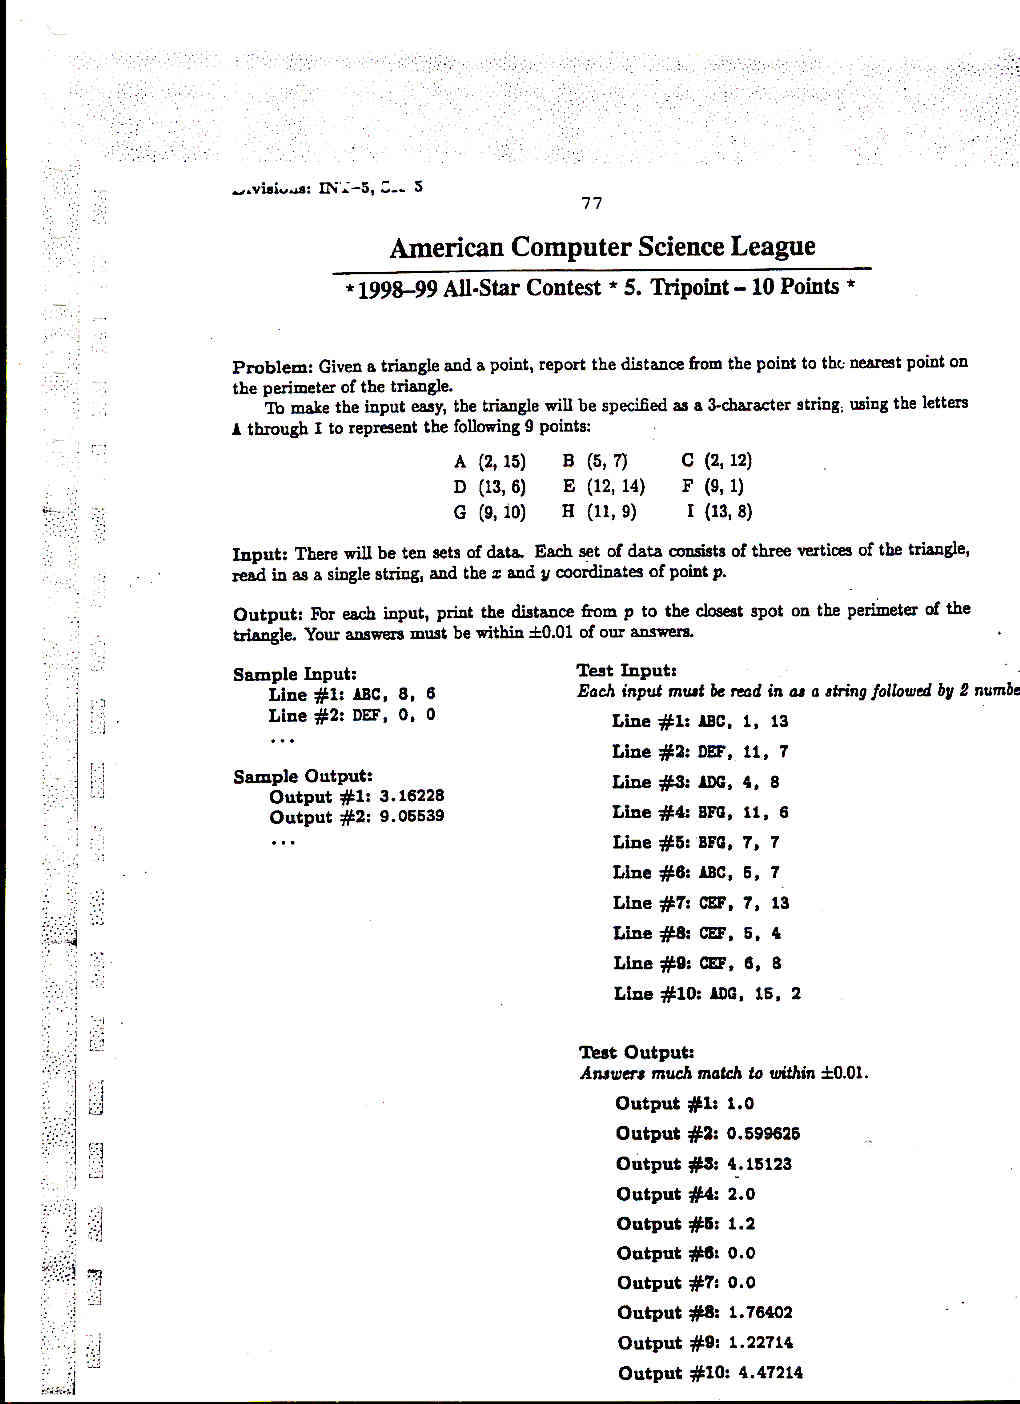 INT-5, 5
77
American Computer Science League
* 1998–99 All-Star Contest * 5. Tripoint – 10 Points *
Problem: Given a triangle and a point, report the distance from the point to the nearest point on
the perimeter of the triangle.
To make the input easy, the triangle will be specified as a 3-character string, using the letters
A through I to represent the following 9 points:
A (2, 15) B (5, 7) C (2, 12)
D (13, 6) E (12, 14) F (9, 1)
G (9, 10) H (11, 9) I (13, 8)
Input: There will be ten sets of data. Each set of data consists of three vertices of the triangle,
read in as a single string, and the x and y coordinates of point p.
Output: For each input, print the distance from p to the closest spot on the perimeter of the
triangle. Your answers must be within ±0.01 of our answers.
Sample Input:
Line #1: ABC, 8, 6
Line #2: DEF, 0, 0
...
Sample Output:
Output #1: 3.16228
Output #2: 9.05539
...
Test Input:
Each input must be read in as a string followed by 2 numbe
Line #1: ABC, 1, 13
Line #2: DEF, 11, 7
Line #3: ADG, 4, 8
Line #4: BFG, 11, 6
Line #5: BFG, 7, 7
Line #6: ABC, 5, 7
Line #7: CEF, 7, 13
Line #8: CEF, 5, 4
Line #9: CEF, 6, 8
Line #10: ADG, 15, 2
Test Output:
Answers much match to within ±0.01.
Output #1: 1.0
Output #2: 0.599625
Output #3: 4.15123
Output #4: 2.0
Output #5: 1.2
Output #6: 0.0
Output #7: 0.0
Output #8: 1.76402
Output #9: 1.22714
Output #10: 4.47214